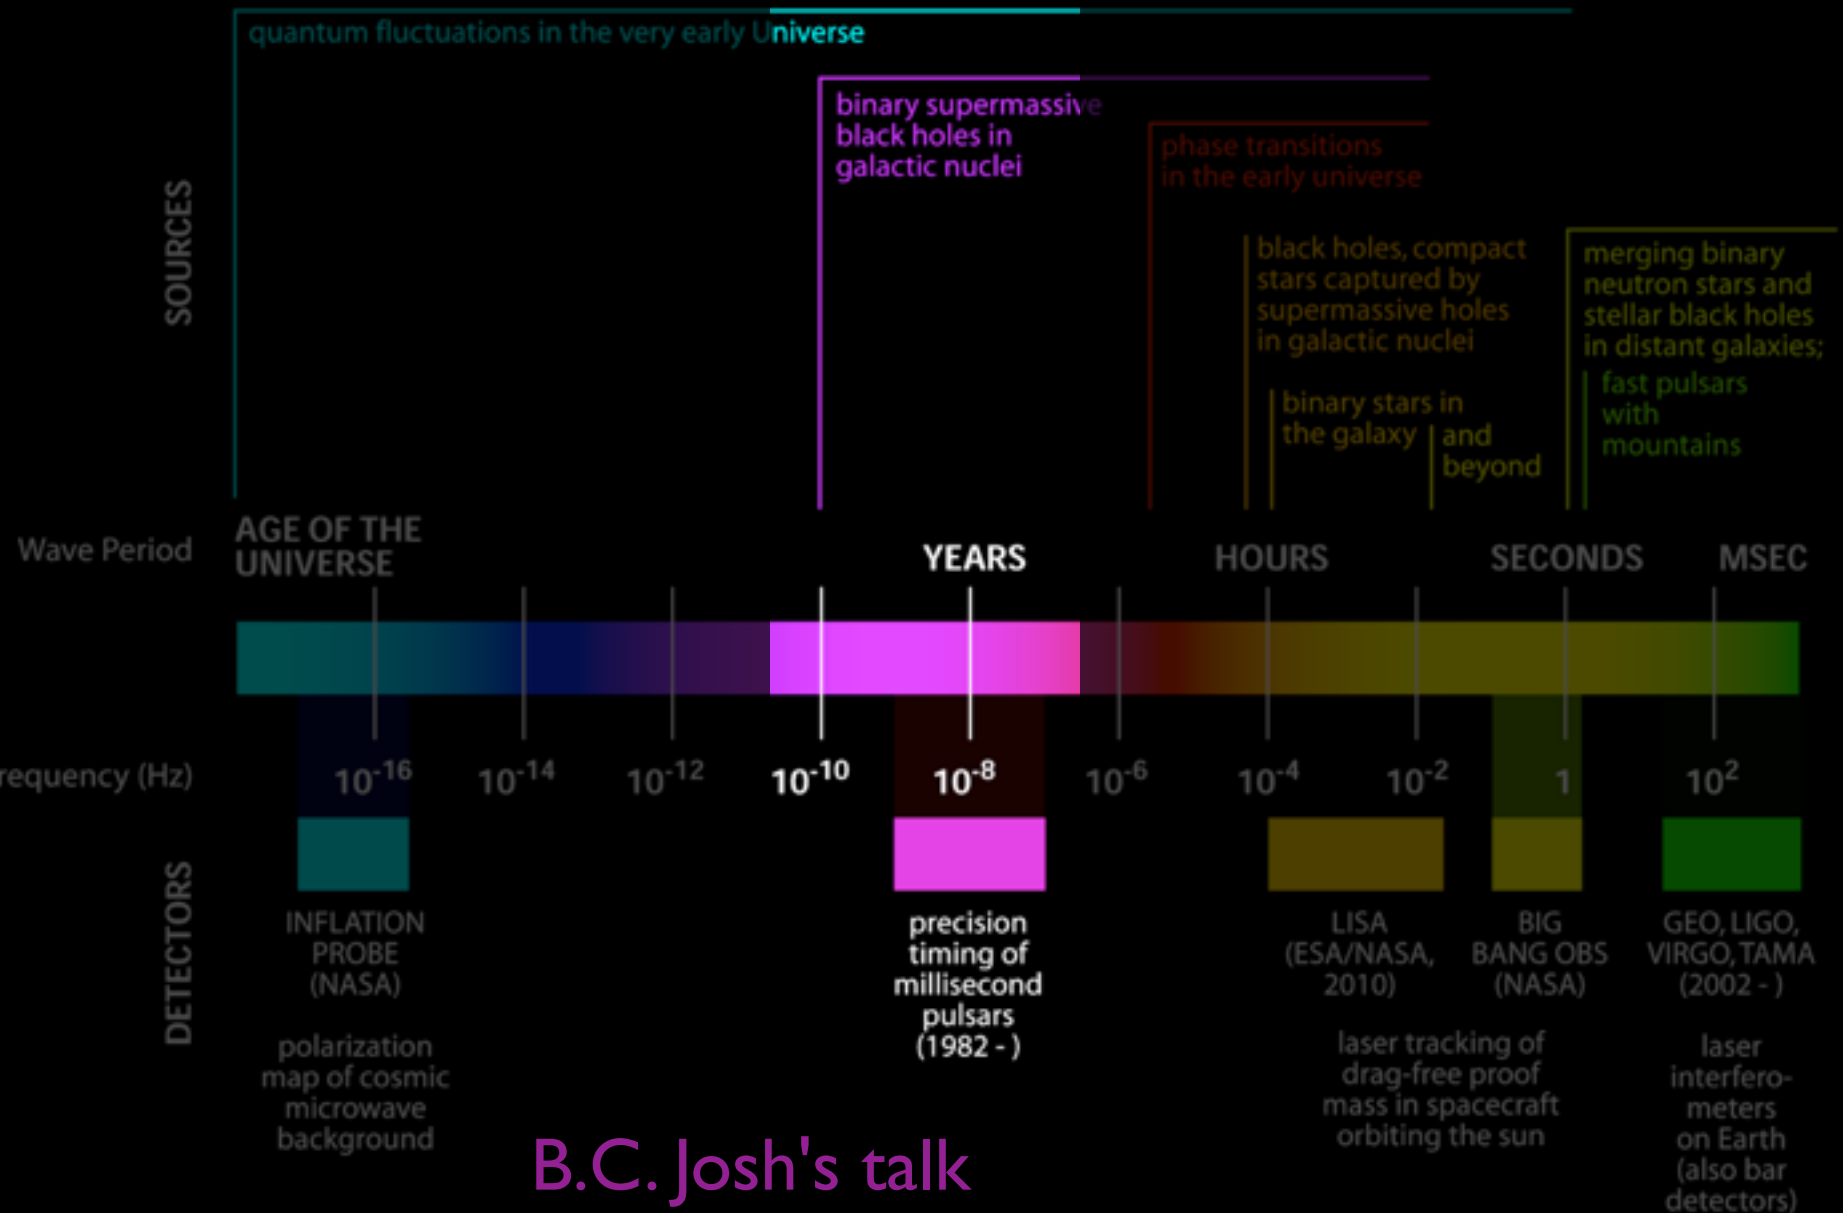 quantum fluctuations in the very early Universe
binary supermassive
black holes in
galactic nuclei
phase transitions
in the early universe
SOURCES
black holes, compact
stars captured by
supermassive holes
in galactic nuclei
merging binary
neutron stars and
stellar black holes
in distant galaxies;
fast pulsars
with
mountains
binary stars in
the galaxy
and
beyond
Wave Period
AGE OF THE
UNIVERSE
YEARS
HOURS
SECONDS
MSEC
requency (Hz)
10⁻¹⁶ 10⁻¹⁴ 10⁻¹² 10⁻¹⁰ 10⁻⁸ 10⁻⁶ 10⁻⁴ 10⁻² 1 10²
DETECTORS
INFLATION
PROBE
(NASA)
polarization
map of cosmic
microwave
background
precision
timing of
millisecond
pulsars
(1982 - )
LISA
(ESA/NASA,
2010)
BIG
BANG OBS
(NASA)
laser tracking of
drag-free proof
mass in spacecraft
orbiting the sun
GEO, LIGO,
VIRGO, TAMA
(2002 - )
laser
interfero-
meters
on Earth
(also bar
detectors)
B.C. Josh's talk